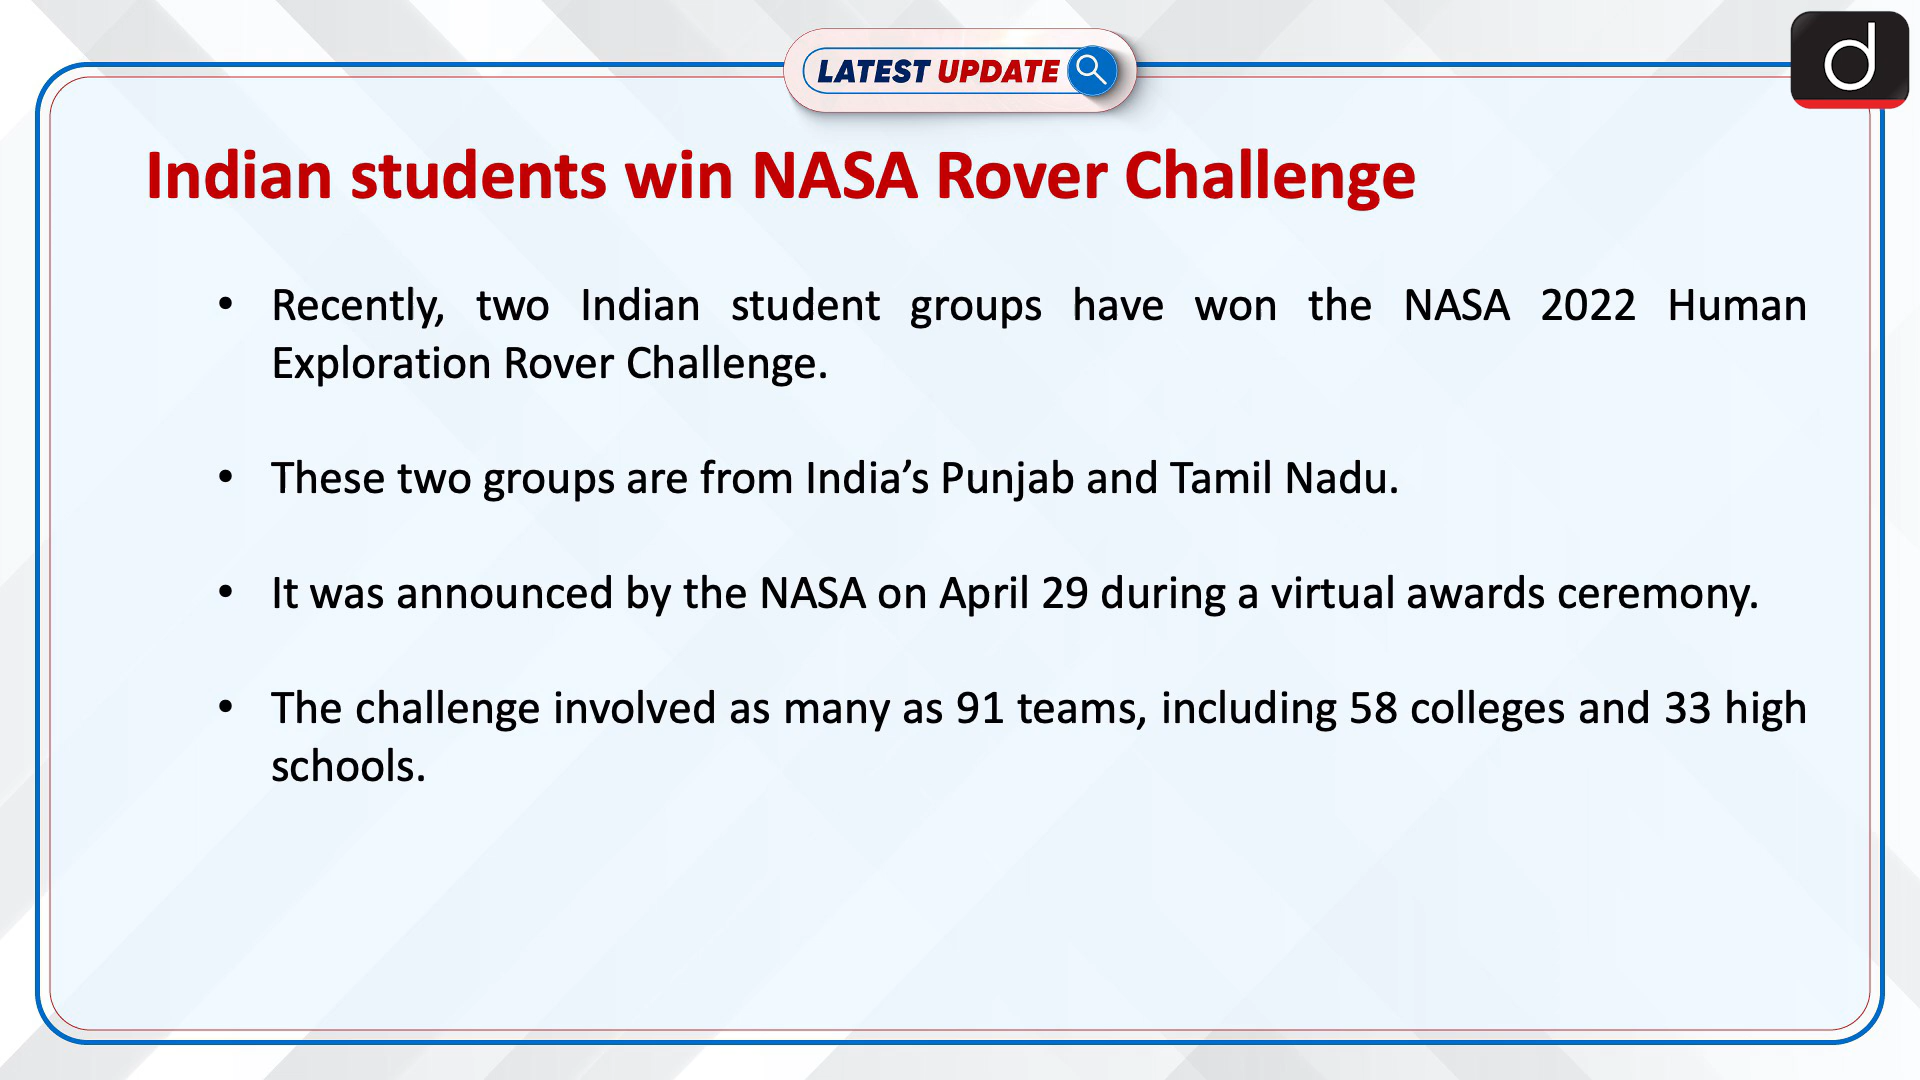 LATEST UPDATE
d
Indian students win NASA Rover Challenge
• Recently, two Indian student groups have won the NASA 2022 Human
Exploration Rover Challenge.
• These two groups are from India’s Punjab and Tamil Nadu.
• It was announced by the NASA on April 29 during a virtual awards ceremony.
• The challenge involved as many as 91 teams, including 58 colleges and 33 high
schools.